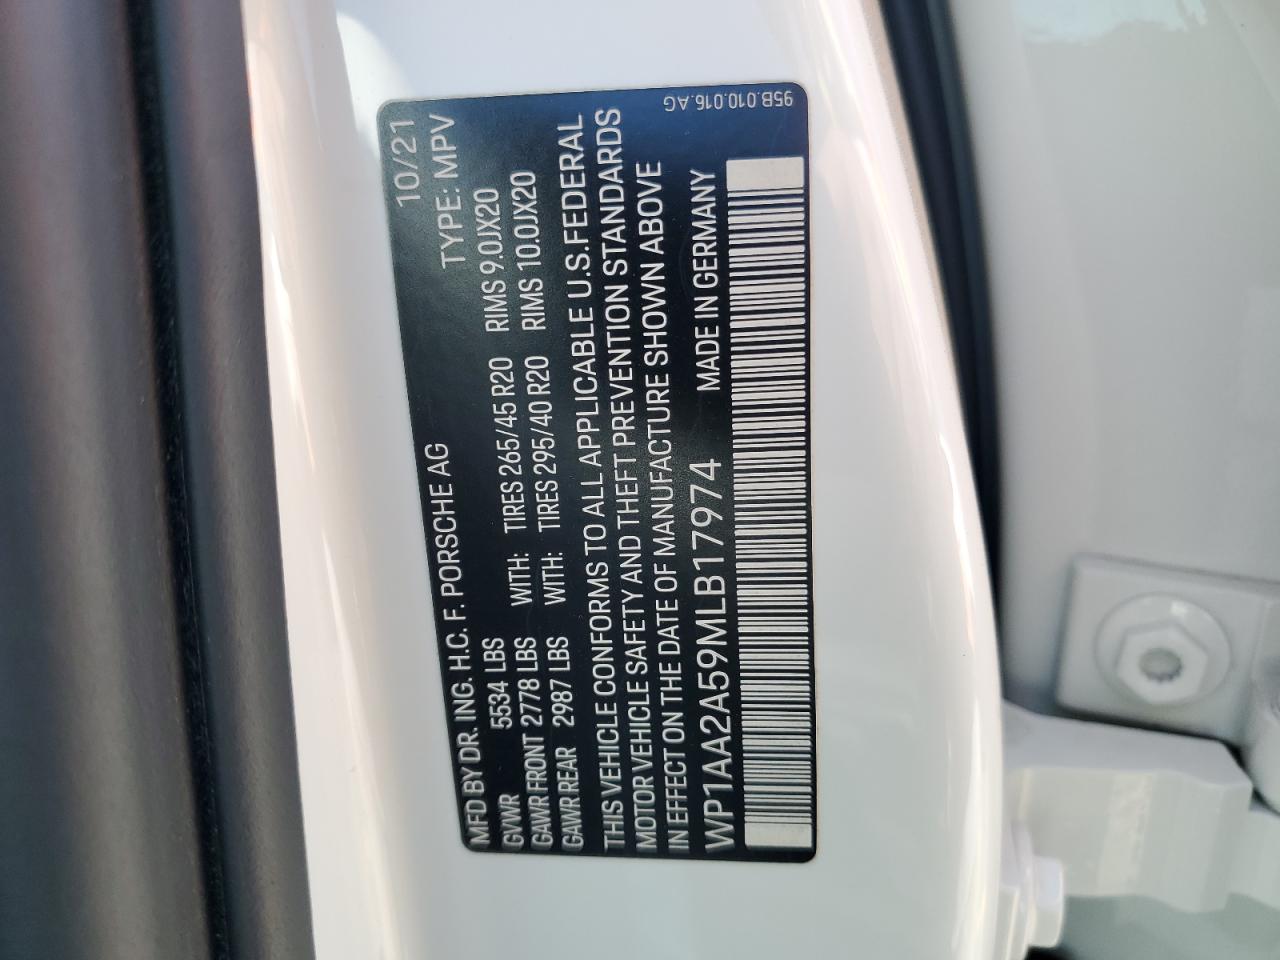 10/21
MFD BY DR. ING. H.C. F. PORSCHE AG TYPE: MPV
GVWR 5534 LBS WITH: TIRES 265/45 R20 RIMS 9.0JX20
GAWR FRONT 2778 LBS WITH: TIRES 295/40 R20 RIMS 10.0JX20
GAWR REAR 2987 LBS
THIS VEHICLE CONFORMS TO ALL APPLICABLE U.S.FEDERAL
MOTOR VEHICLE SAFETY AND THEFT PREVENTION STANDARDS
IN EFFECT ON THE DATE OF MANUFACTURE SHOWN ABOVE
WP1AA2A59MLB17974 MADE IN GERMANY
95B.010.016.AG